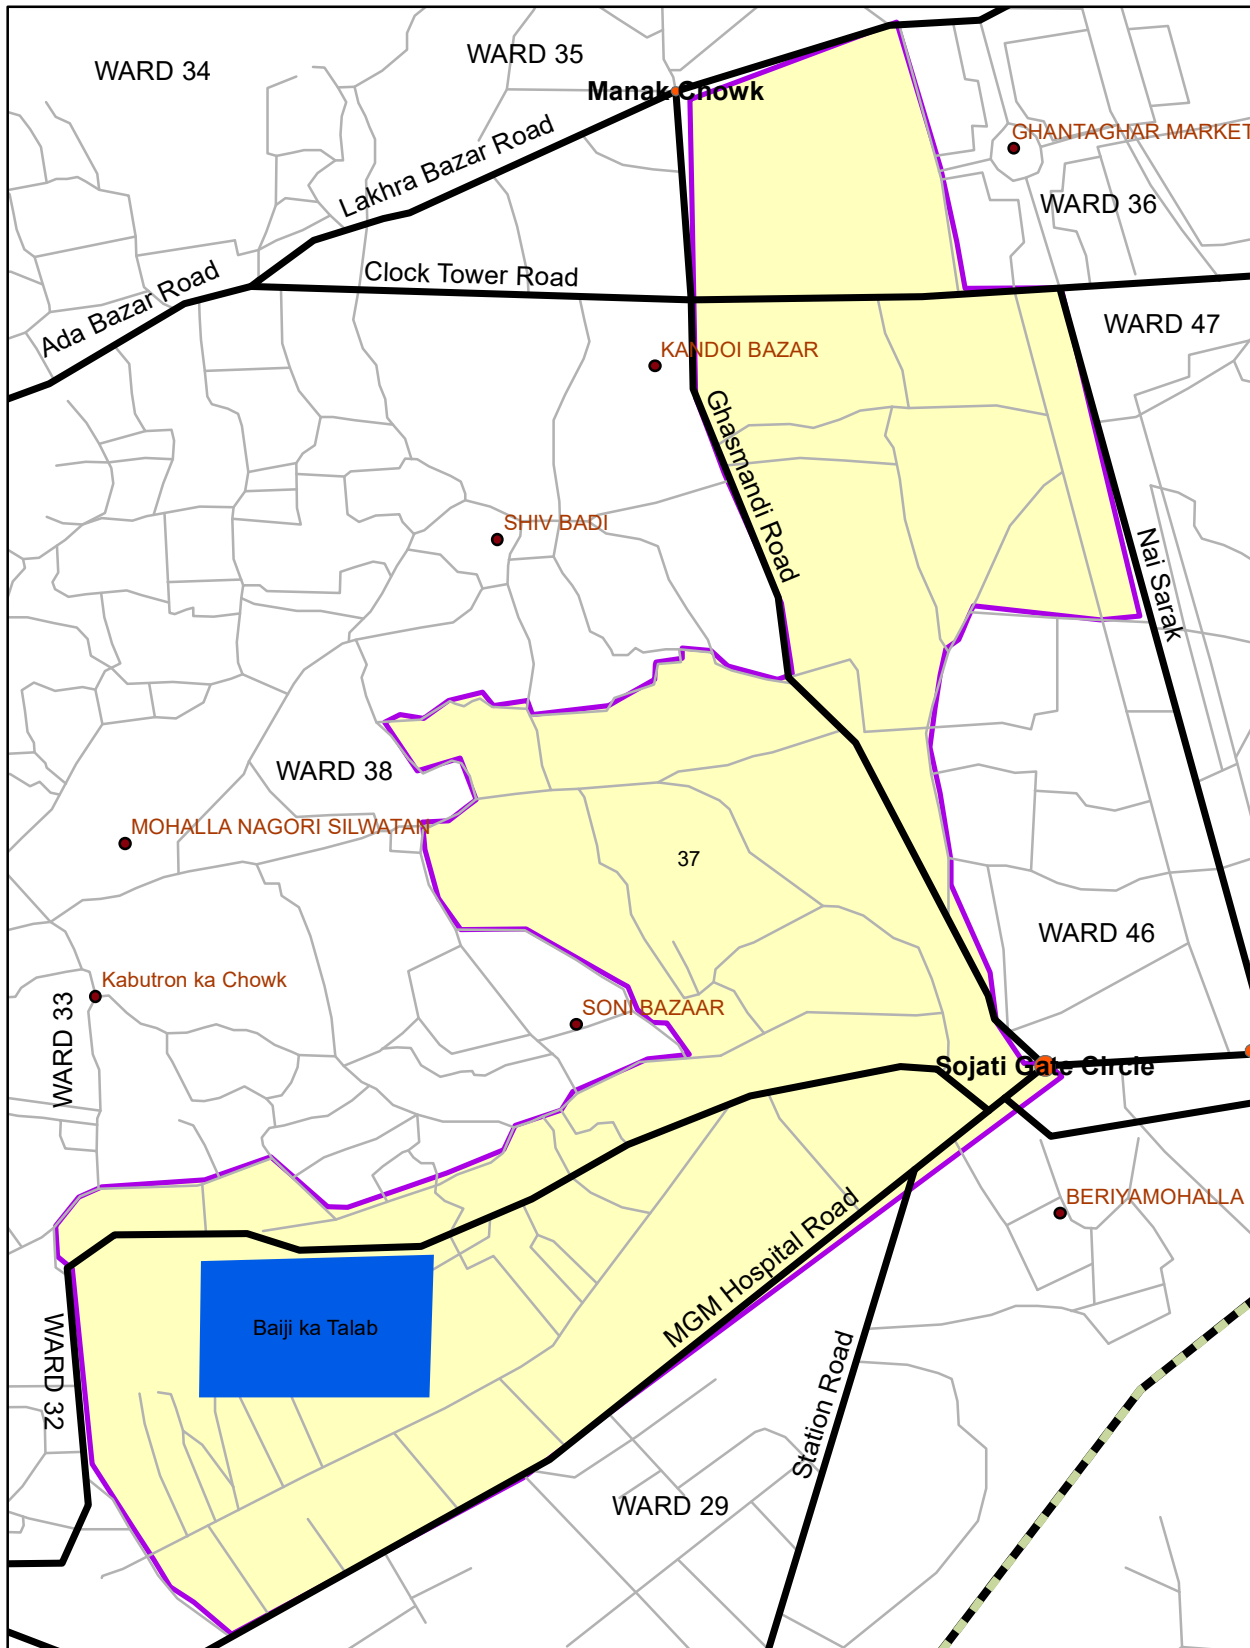 WARD 35
WARD 34
Manak Chowk
GHANTAGHAR MARKET
Lakhra Bazar Road
WARD 36
Clock Tower Road
Ada Bazar Road
WARD 47
KANDOI BAZAR
Ghasmandi Road
SHIV BADI
Nai Sarak
WARD 38
MOHALLA NAGORI SILWATAN
37
WARD 46
Kabutron ka Chowk
SONI BAZAAR
WARD 33
Sojati Gate Circle
BERIYAMOHALLA
MGM Hospital Road
Baiji ka Talab
WARD 32
Station Road
WARD 29